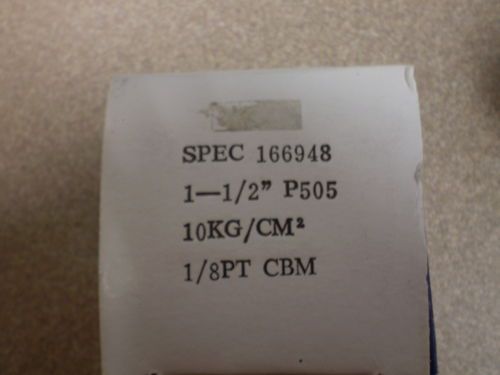 SPEC 166948
1—1/2" P505
10KG/CM²
1/8PT CBM